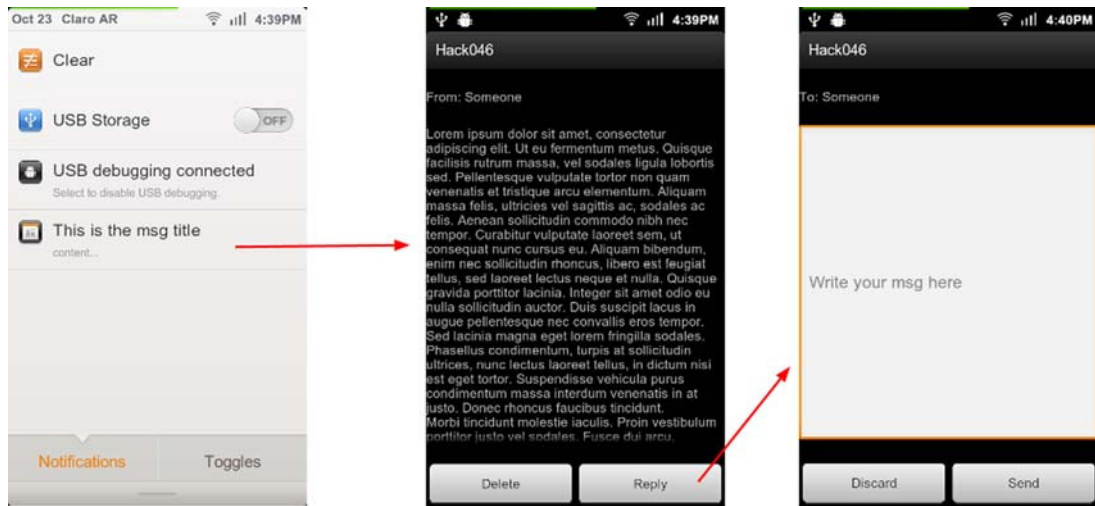 Oct 23 Claro AR 4:39PM
Clear
USB Storage OFF
USB debugging connected
Select to disable USB debugging.
This is the msg title
content...
Notifications Toggles
4:39PM
Hack046
From: Someone
Lorem ipsum dolor sit amet, consectetur
adipiscing elit. Ut eu fermentum metus. Quisque
facilisis rutrum massa, vel sodales ligula lobortis
sed. Pellentesque vulputate tortor non quam
venenatis et tristique arcu elementum. Aliquam
massa felis, ultricies vel sagittis ac, sodales ac
felis. Aenean sollicitudin commodo nibh nec
tempor. Curabitur vulputate laoreet sem, ut
consequat nunc cursus eu. Aliquam bibendum,
enim nec sollicitudin rhoncus, libero est feugiat
tellus, sed laoreet lectus neque et nulla. Quisque
gravida porttitor lacinia. Integer sit amet odio eu
nulla sollicitudin auctor. Duis suscipit lacus in
augue pellentesque nec convallis eros tempor.
Sed lacinia magna eget lorem fringilla sodales.
Phasellus condimentum, turpis at sollicitudin
ultrices, nunc lectus laoreet tellus, in dictum nisi
est eget tortor. Suspendisse vehicula purus
condimentum massa interdum venenatis in at
justo. Donec rhoncus faucibus tincidunt.
Morbi tincidunt molestie iaculis. Proin vestibulum
porttitor justo vel sodales. Fusce dui arcu,
Delete Reply
4:40PM
Hack046
To: Someone
Write your msg here
Discard Send